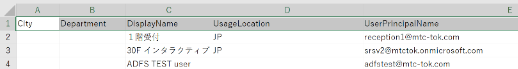 A B C D E
1 City Department DisplayName UsageLocation UserPrincipalName
2 1階受付 JP reception1@mtc-tok.com
3 30F インタラクティブ JP srsv2@mtctok.onmicrosoft.com
4 ADFS TEST user adfstest@mtc-tok.com